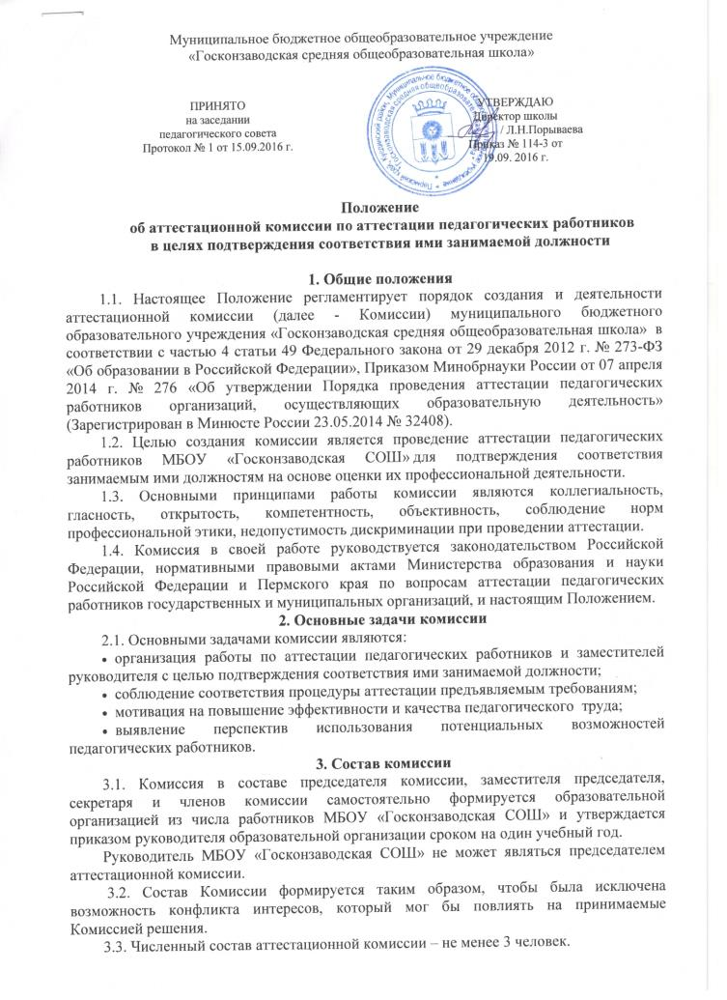 Муниципальное бюджетное общеобразовательное учреждение
«Госконзаводская средняя общеобразовательная школа»
ПРИНЯТО
на заседании
педагогического совета
Протокол № 1 от 15.09.2016 г.
УТВЕРЖДАЮ
Директор школы
/ Л.Н.Порываева
Приказ № 114-3 от
19.09. 2016 г.
Положение
об аттестационной комиссии по аттестации педагогических работников
в целях подтверждения соответствия ими занимаемой должности
1. Общие положения
1.1. Настоящее Положение регламентирует порядок создания и деятельности
аттестационной комиссии (далее - Комиссии) муниципального бюджетного
образовательного учреждения «Госконзаводская средняя общеобразовательная школа» в
соответствии с частью 4 статьи 49 Федерального закона от 29 декабря 2012 г. № 273-ФЗ
«Об образовании в Российской Федерации», Приказом Минобрнауки России от 07 апреля
2014 г. № 276 «Об утверждении Порядка проведения аттестации педагогических
работников организаций, осуществляющих образовательную деятельность»
(Зарегистрирован в Минюсте России 23.05.2014 № 32408).
1.2. Целью создания комиссии является проведение аттестации педагогических
работников МБОУ «Госконзаводская СОШ» для подтверждения соответствия
занимаемым ими должностям на основе оценки их профессиональной деятельности.
1.3. Основными принципами работы комиссии являются коллегиальность,
гласность, открытость, компетентность, объективность, соблюдение норм
профессиональной этики, недопустимость дискриминации при проведении аттестации.
1.4. Комиссия в своей работе руководствуется законодательством Российской
Федерации, нормативными правовыми актами Министерства образования и науки
Российской Федерации и Пермского края по вопросам аттестации педагогических
работников государственных и муниципальных организаций, и настоящим Положением.
2. Основные задачи комиссии
2.1. Основными задачами комиссии являются:
• организация работы по аттестации педагогических работников и заместителей
руководителя с целью подтверждения соответствия ими занимаемой должности;
• соблюдение соответствия процедуры аттестации предъявляемым требованиям;
• мотивация на повышение эффективности и качества педагогического труда;
• выявление перспектив использования потенциальных возможностей
педагогических работников.
3. Состав комиссии
3.1. Комиссия в составе председателя комиссии, заместителя председателя,
секретаря и членов комиссии самостоятельно формируется образовательной
организацией из числа работников МБОУ «Госконзаводская СОШ» и утверждается
приказом руководителя образовательной организации сроком на один учебный год.
Руководитель МБОУ «Госконзаводская СОШ» не может являться председателем
аттестационной комиссии.
3.2. Состав Комиссии формируется таким образом, чтобы была исключена
возможность конфликта интересов, который мог бы повлиять на принимаемые
Комиссией решения.
3.3. Численный состав аттестационной комиссии – не менее 3 человек.